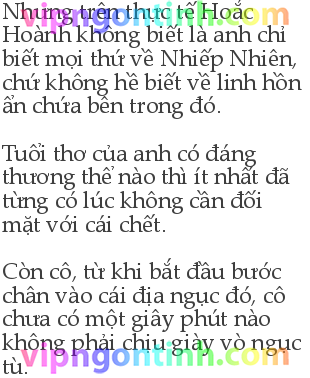 Nhưng trên thực tế Hoắc
Hoành không biết là anh chỉ
biết mọi thứ về Nhiếp Nhiên,
chứ không hề biết về linh hồn
ẩn chứa bên trong đó.
Tuổi thơ của anh có đáng
thương thế nào thì ít nhất đã
từng có lúc không cần đối
mặt với cái chết.
Còn cô, từ khi bắt đầu bước
chân vào cái địa ngục đó, cô
chưa có một giây phút nào
không phải chịu giày vò ngục
tù.
vipngontinh.com
vipngontinh.com